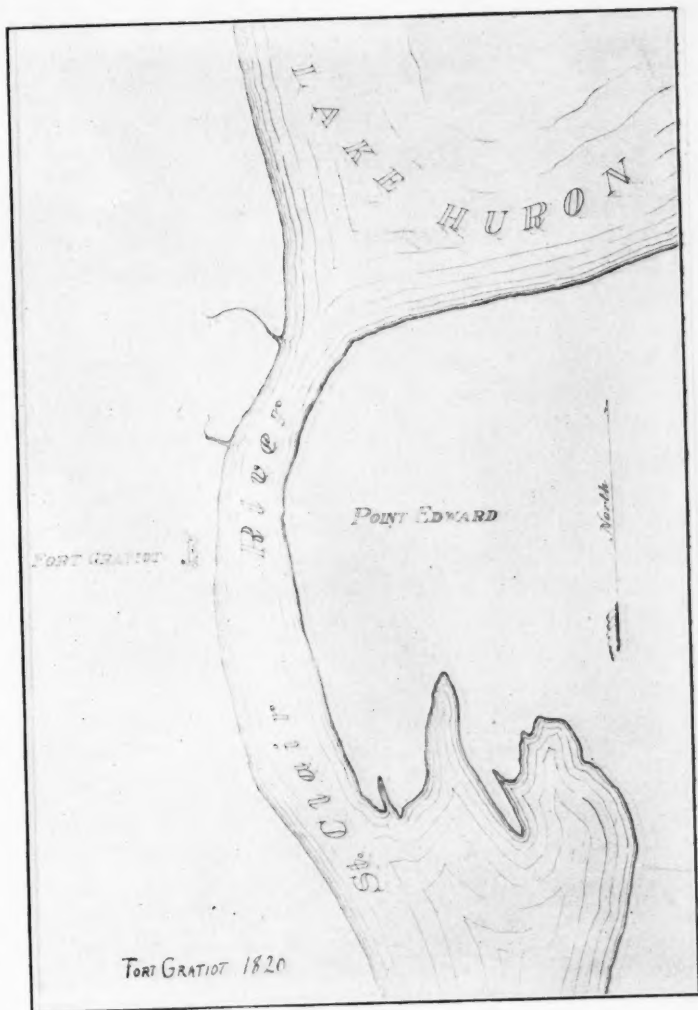 LAKE HURON
River
POINT EDWARD
North
FORT GRATIOT
St. Clair
FORT GRATIOT 1820